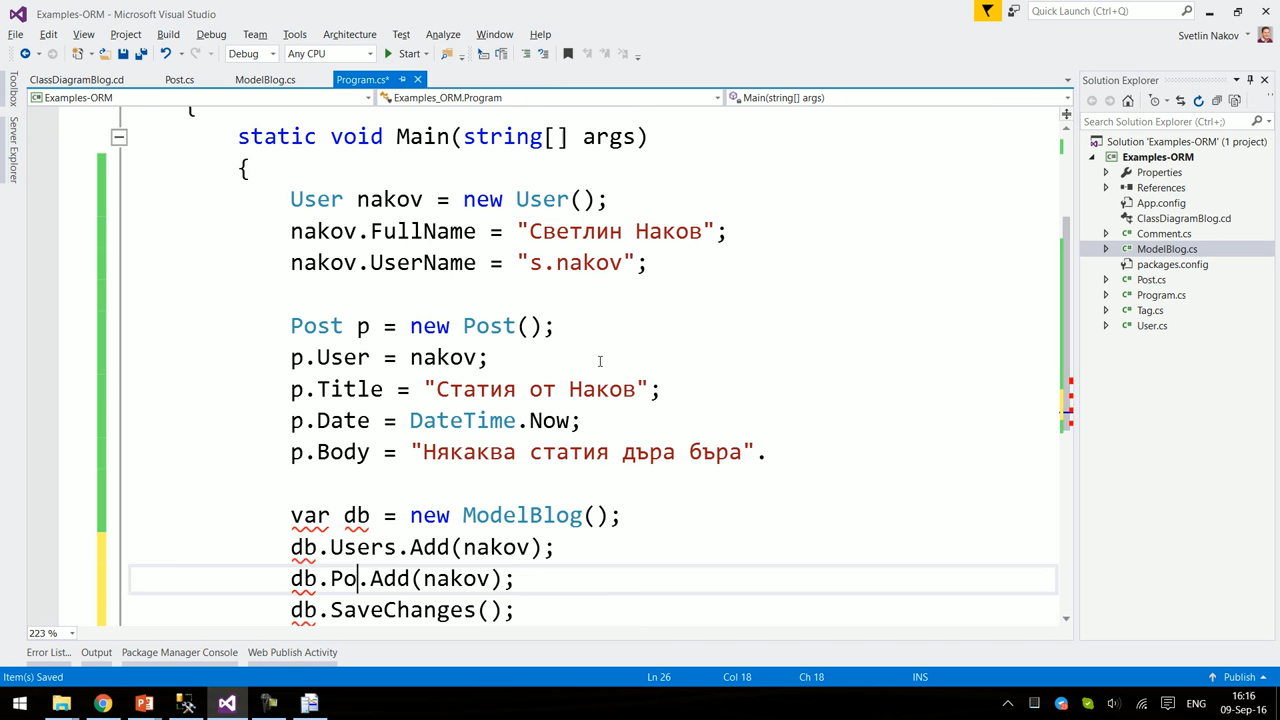 Examples-ORM - Microsoft Visual Studio
Quick Launch (Ctrl+Q)
File Edit View Project Build Debug Team Tools Architecture Test Analyze Window Help
Svetlin Nakov
Debug Any CPU Start
ClassDiagramBlog.cd Post.cs ModelBlog.cs Program.cs*
Solution Explorer
Examples-ORM Examples_ORM.Program Main(string[] args)
Toolbox
Server Explorer
{
static void Main(string[] args)
{
User nakov = new User();
nakov.FullName = "Светлин Наков";
nakov.UserName = "s.nakov";
Post p = new Post();
p.User = nakov;
p.Title = "Статия от Наков";
p.Date = DateTime.Now;
p.Body = "Някаква статия дъра бъра".
var db = new ModelBlog();
db.Users.Add(nakov);
db.Po.Add(nakov);
db.SaveChanges();
Search Solution Explorer (Ctrl+;)
Solution 'Examples-ORM' (1 project)
Examples-ORM
Properties
References
App.config
ClassDiagramBlog.cd
Comment.cs
ModelBlog.cs
packages.config
Post.cs
Program.cs
Tag.cs
User.cs
223 %
Error List... Output Package Manager Console Web Publish Activity
Item(s) Saved Ln 26 Col 18 Ch 18 INS Publish
16:16
09-Sep-16